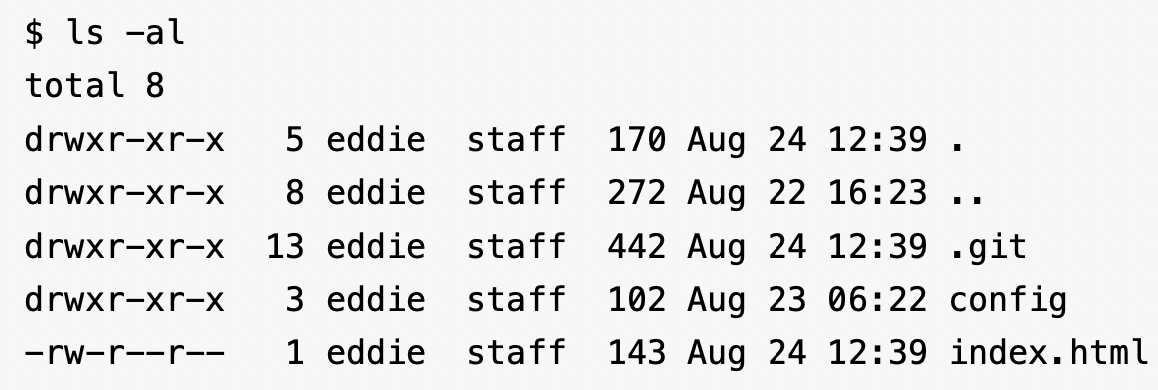 $ ls -al
total 8
drwxr-xr-x   5 eddie  staff  170 Aug 24 12:39 .
drwxr-xr-x   8 eddie  staff  272 Aug 22 16:23 ..
drwxr-xr-x  13 eddie  staff  442 Aug 24 12:39 .git
drwxr-xr-x   3 eddie  staff  102 Aug 23 06:22 config
-rw-r--r--   1 eddie  staff  143 Aug 24 12:39 index.html